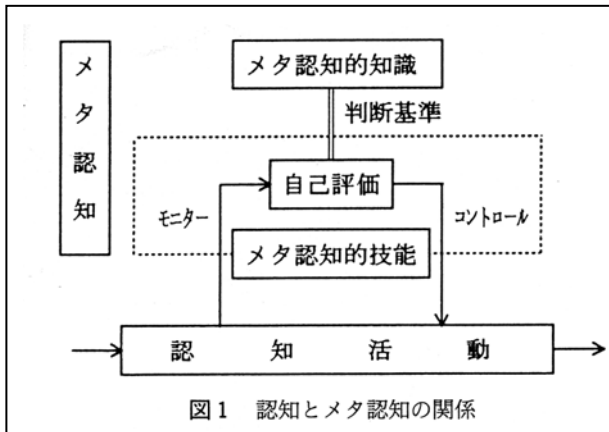 メタ認知
メタ認知的知識
判断基準
自己評価
モニター
コントロール
メタ認知的技能
認知活動
図1 認知とメタ認知の関係